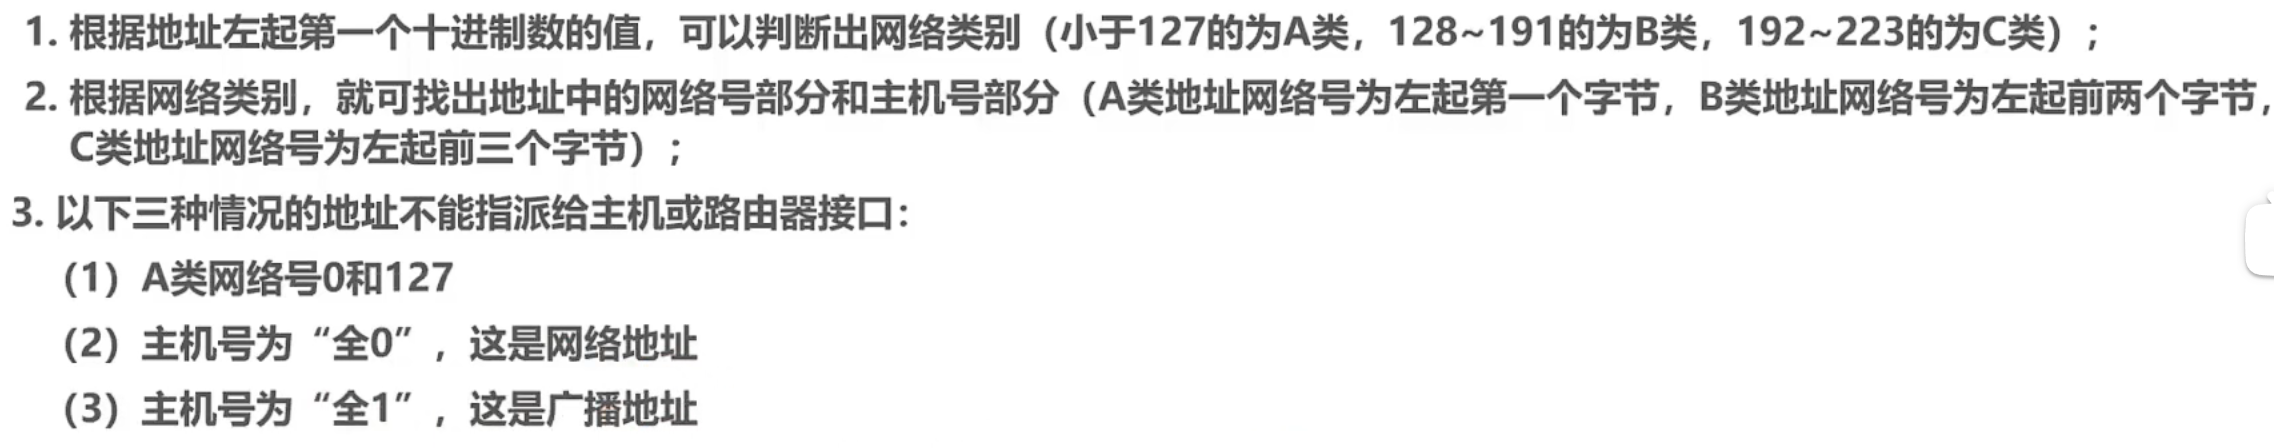 1. 根据地址左起第一个十进制数的值，可以判断出网络类别（小于127的为A类，128~191的为B类，192~223的为C类）；
2. 根据网络类别，就可找出地址中的网络号部分和主机号部分（A类地址网络号为左起第一个字节，B类地址网络号为左起前两个字节，
C类地址网络号为左起前三个字节）；
3. 以下三种情况的地址不能指派给主机或路由器接口：
（1）A类网络号0和127
（2）主机号为“全0”，这是网络地址
（3）主机号为“全1”，这是广播地址